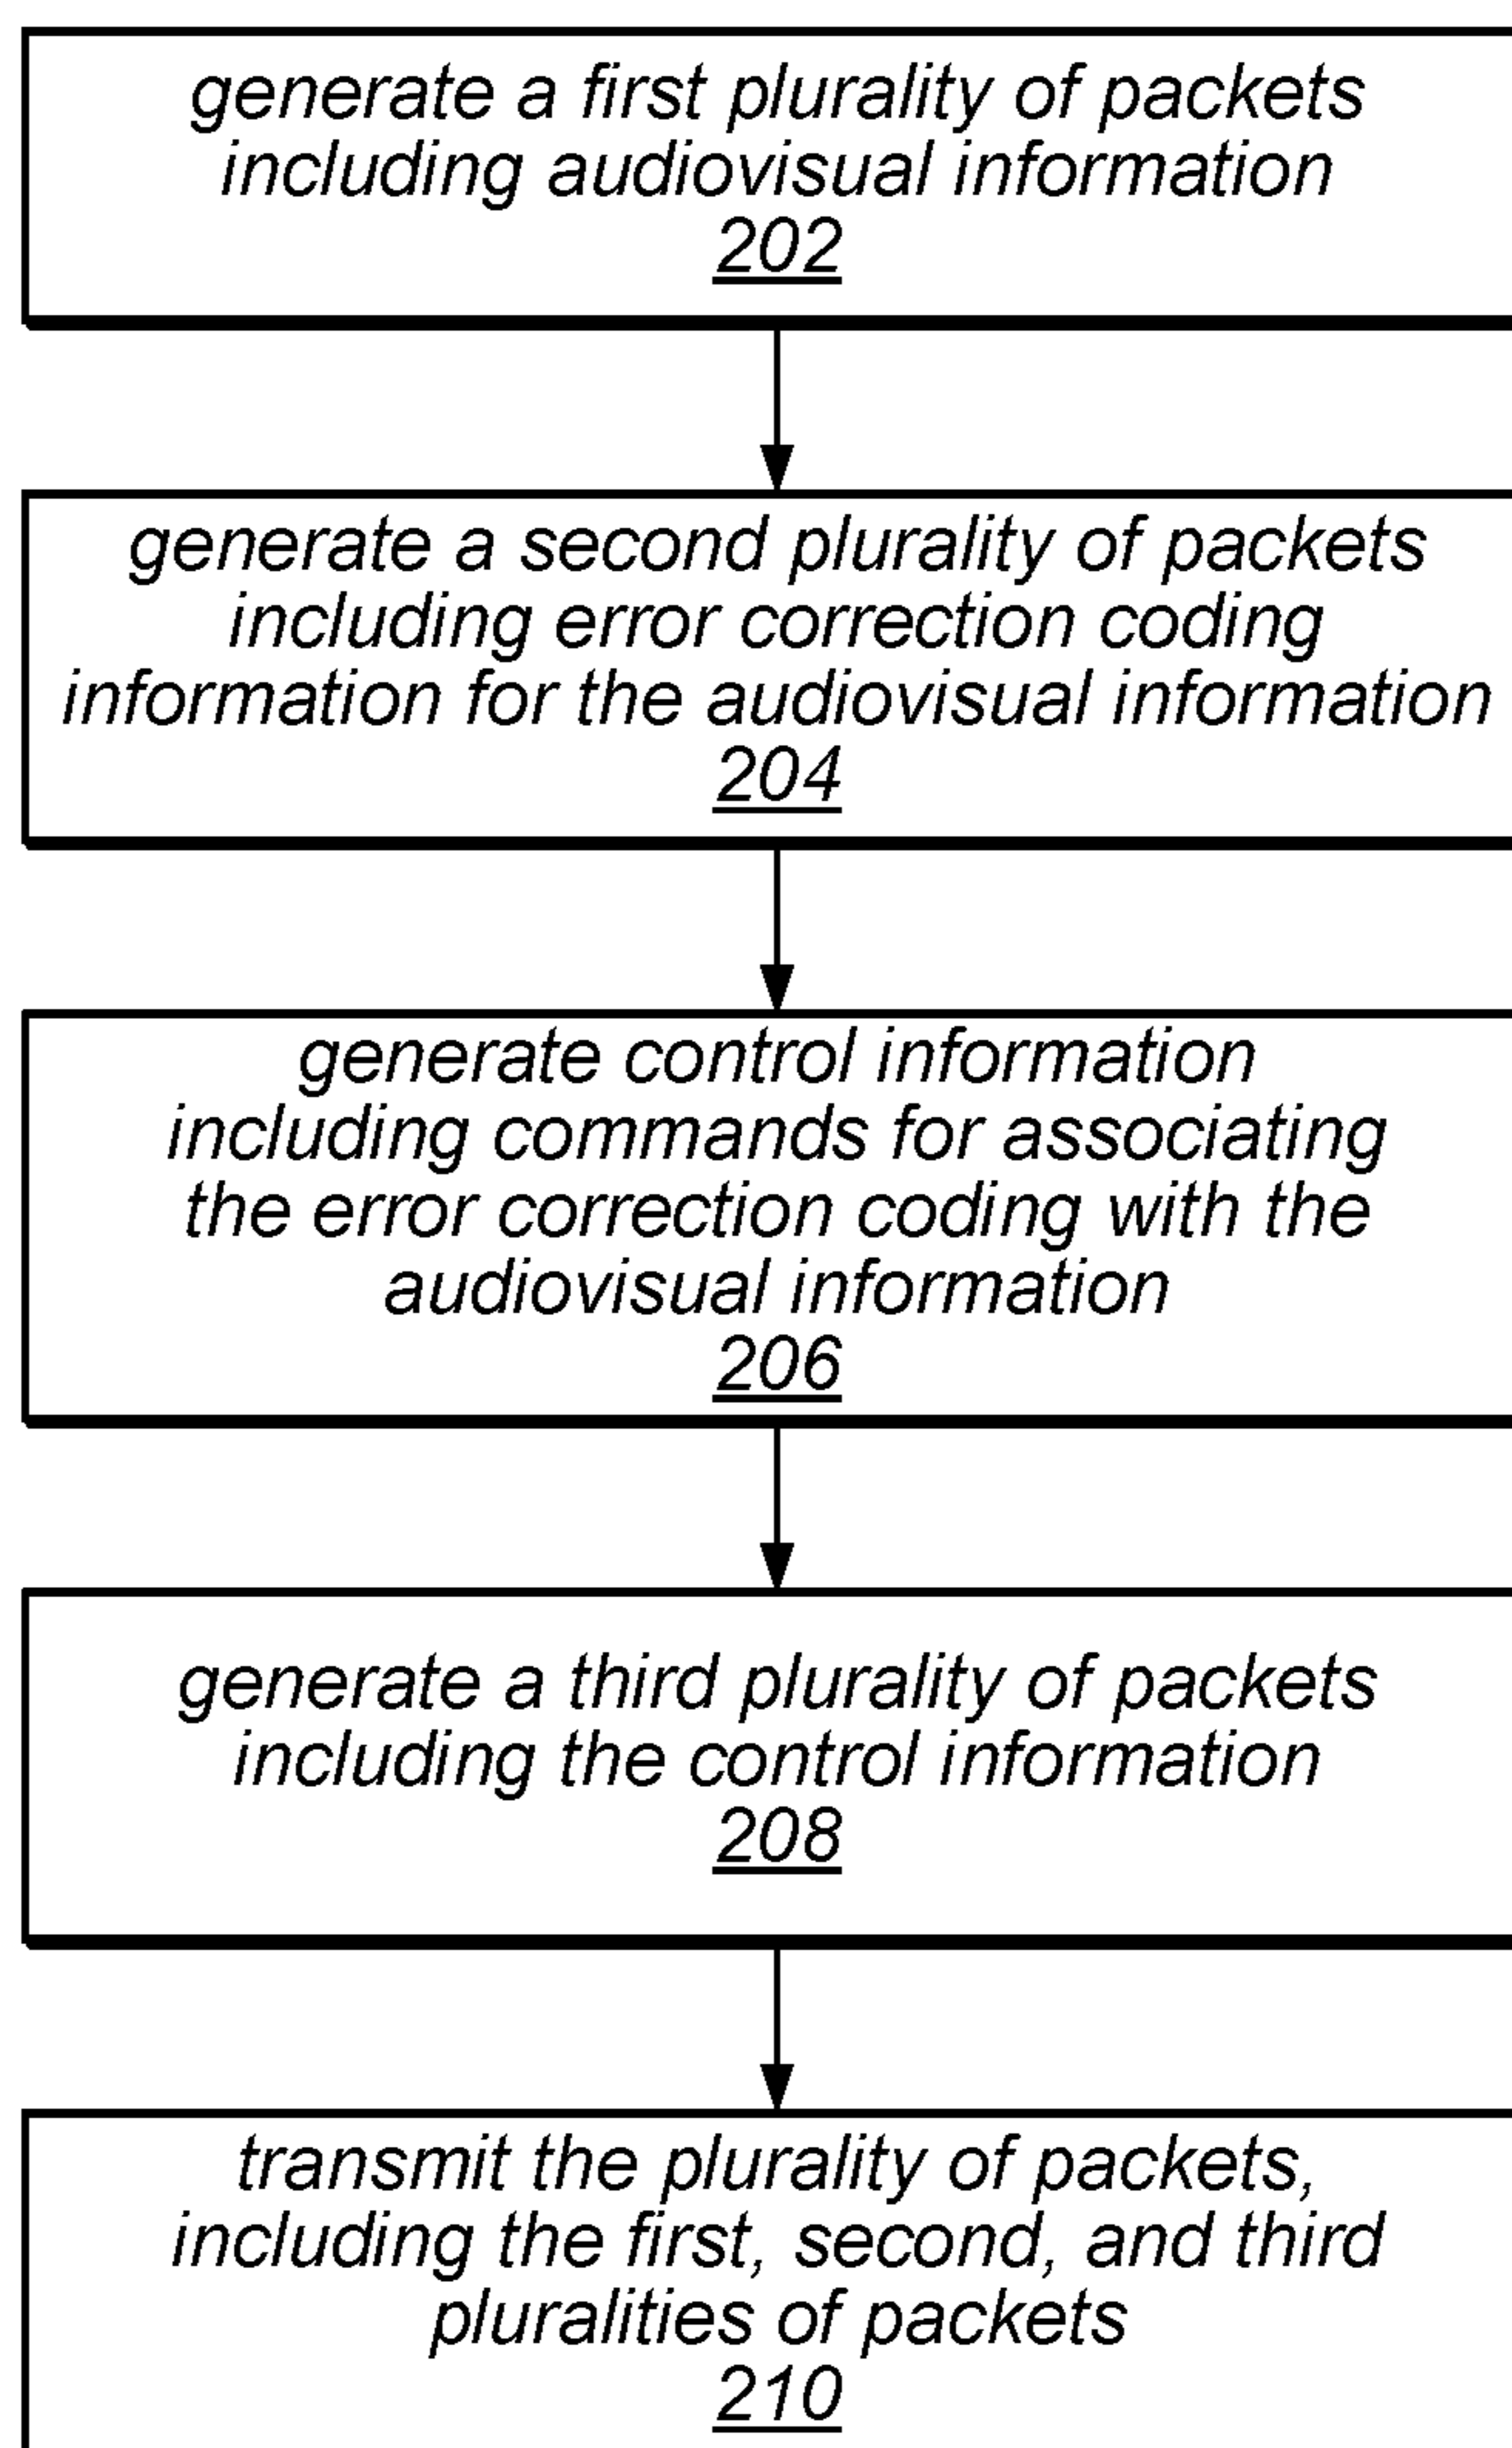 generate a first plurality of packets
including audiovisual information
202
generate a second plurality of packets
including error correction coding
information for the audiovisual information
204
generate control information
including commands for associating
the error correction coding with the
audiovisual information
206
generate a third plurality of packets
including the control information
208
transmit the plurality of packets,
including the first, second, and third
pluralities of packets
210